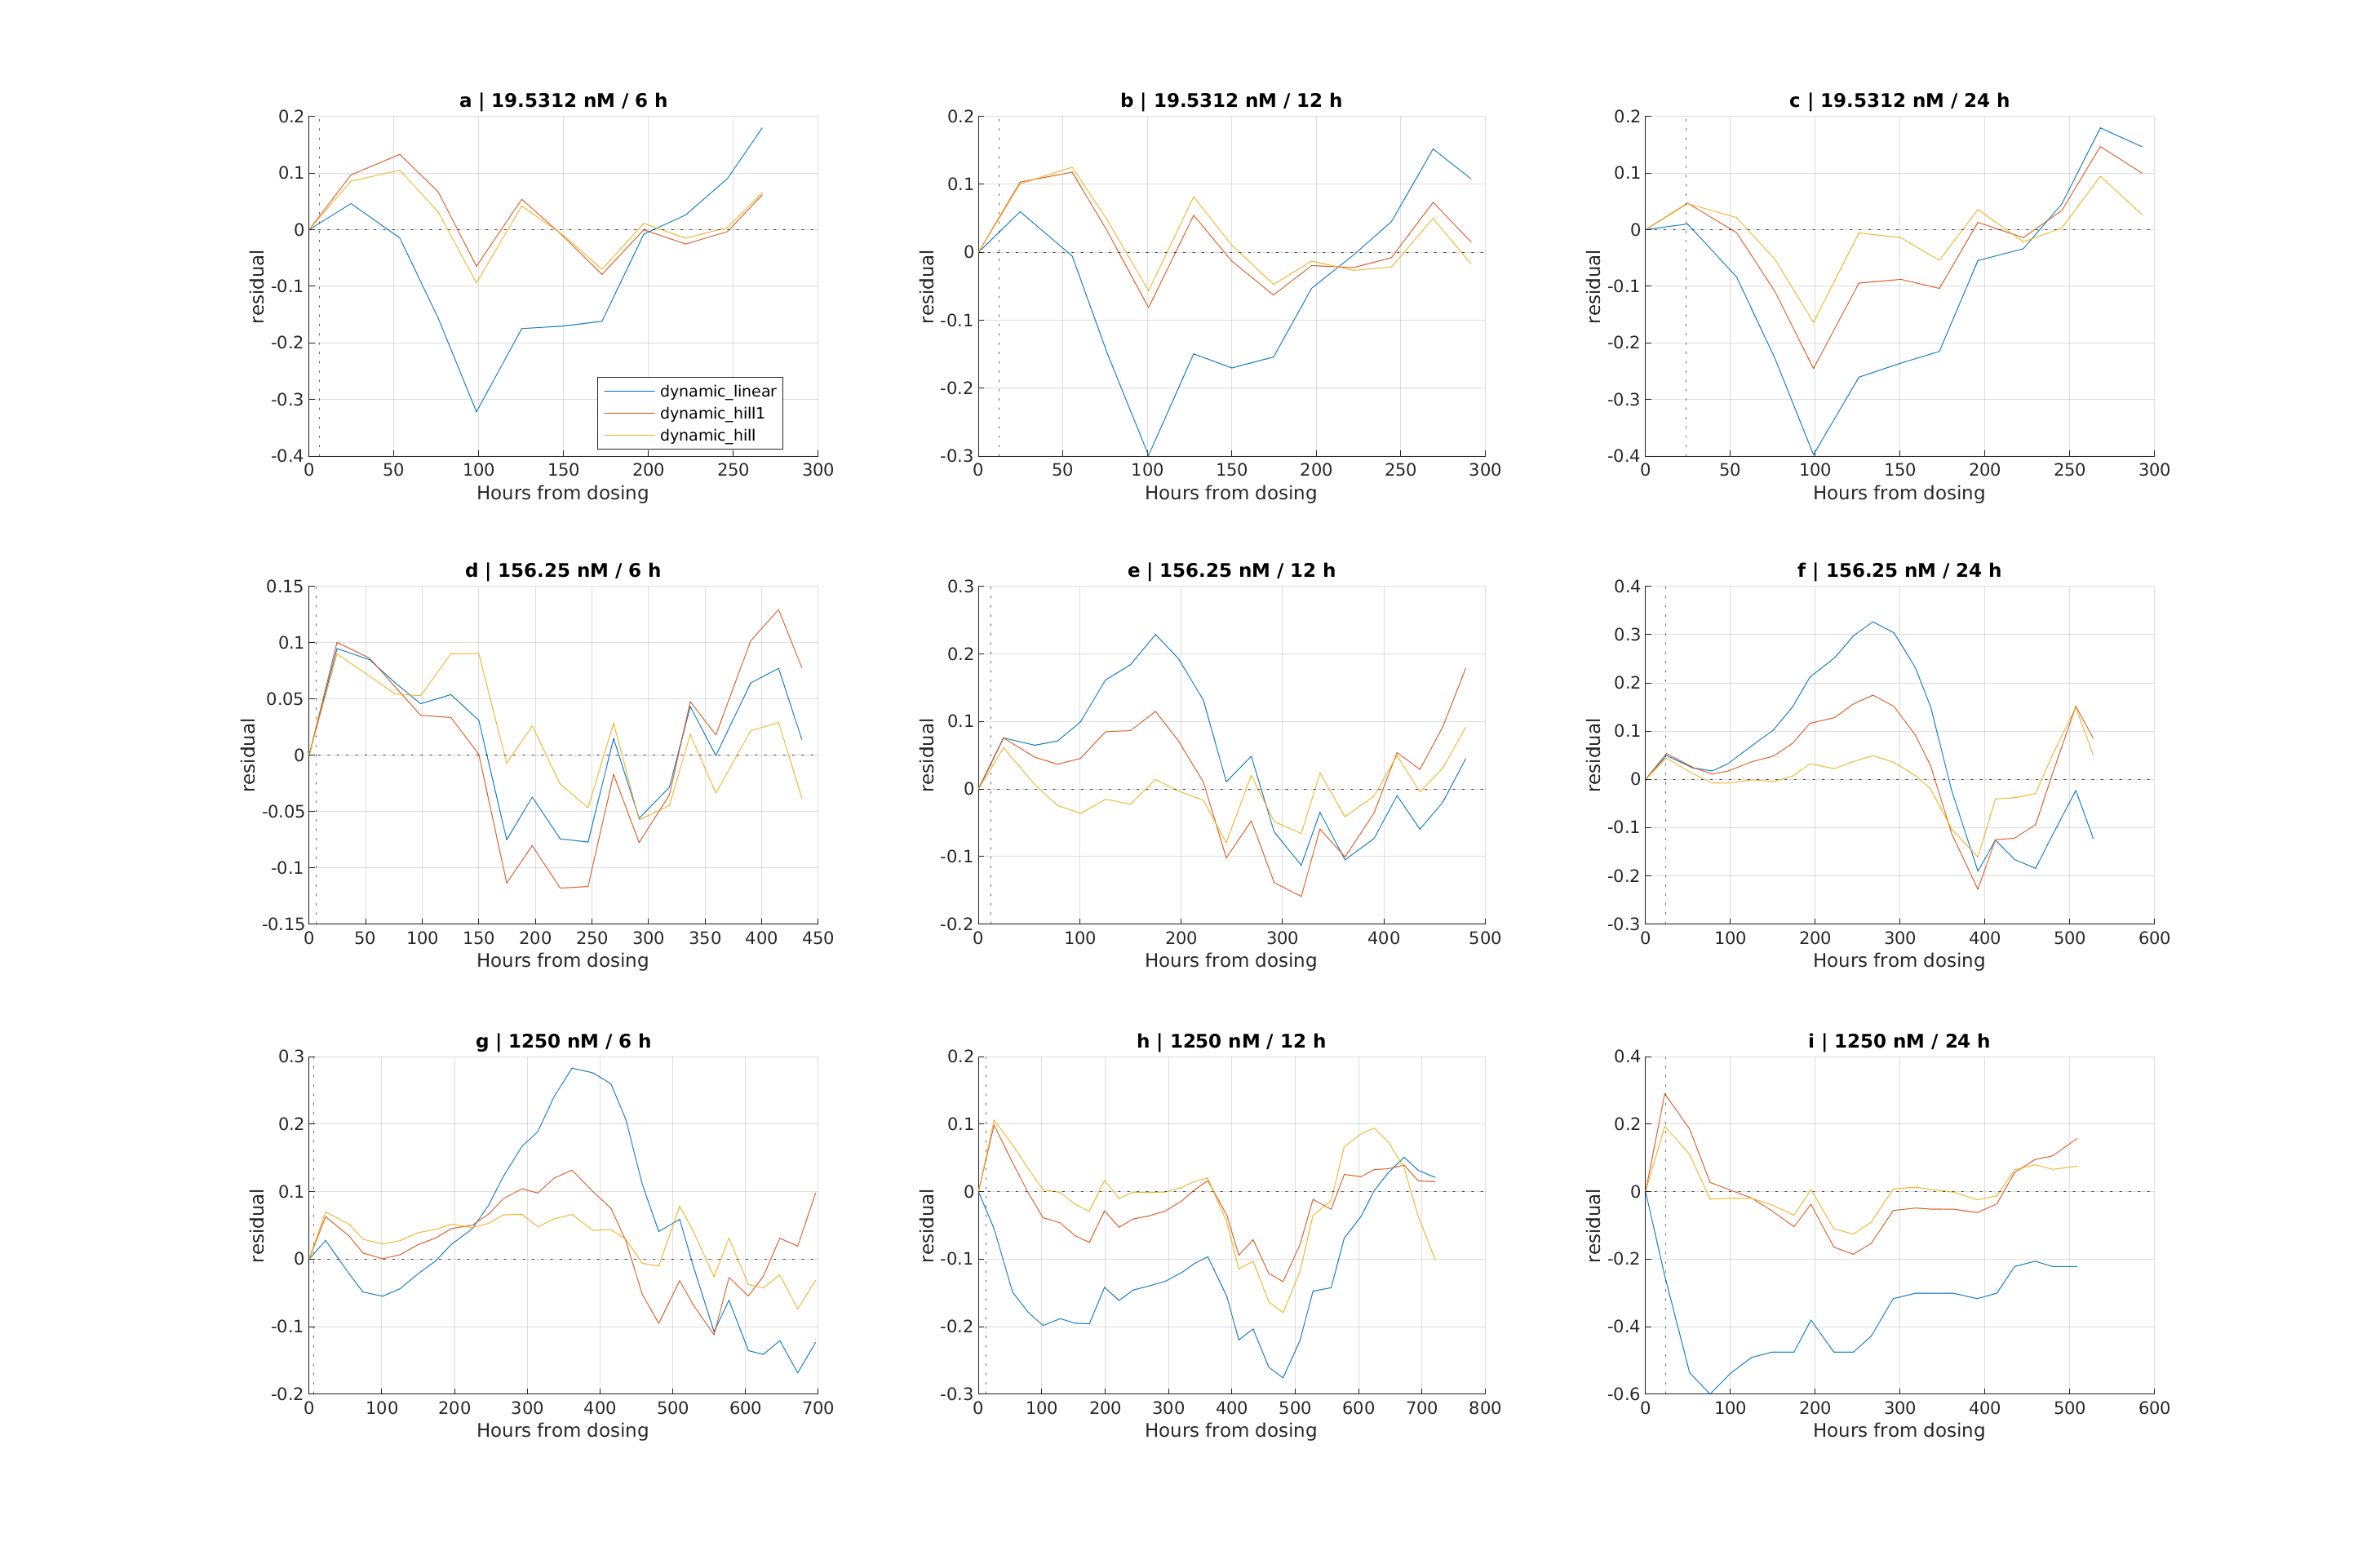 a | 19.5312 nM / 6 h
0.2
0.1
0
-0.1
-0.2
-0.3
-0.4
residual
0 50 100 150 200 250 300
Hours from dosing
dynamic_linear
dynamic_hill1
dynamic_hill
b | 19.5312 nM / 12 h
0.2
0.1
0
-0.1
-0.2
-0.3
residual
0 50 100 150 200 250 300
Hours from dosing
c | 19.5312 nM / 24 h
0.2
0.1
0
-0.1
-0.2
-0.3
-0.4
residual
0 50 100 150 200 250 300
Hours from dosing
d | 156.25 nM / 6 h
0.15
0.1
0.05
0
-0.05
-0.1
-0.15
residual
0 50 100 150 200 250 300 350 400 450
Hours from dosing
e | 156.25 nM / 12 h
0.3
0.2
0.1
0
-0.1
-0.2
residual
0 100 200 300 400 500
Hours from dosing
f | 156.25 nM / 24 h
0.4
0.3
0.2
0.1
0
-0.1
-0.2
-0.3
residual
0 100 200 300 400 500 600
Hours from dosing
g | 1250 nM / 6 h
0.3
0.2
0.1
0
-0.1
-0.2
residual
0 100 200 300 400 500 600 700
Hours from dosing
h | 1250 nM / 12 h
0.2
0.1
0
-0.1
-0.2
-0.3
residual
0 100 200 300 400 500 600 700 800
Hours from dosing
i | 1250 nM / 24 h
0.4
0.2
0
-0.2
-0.4
-0.6
residual
0 100 200 300 400 500 600
Hours from dosing